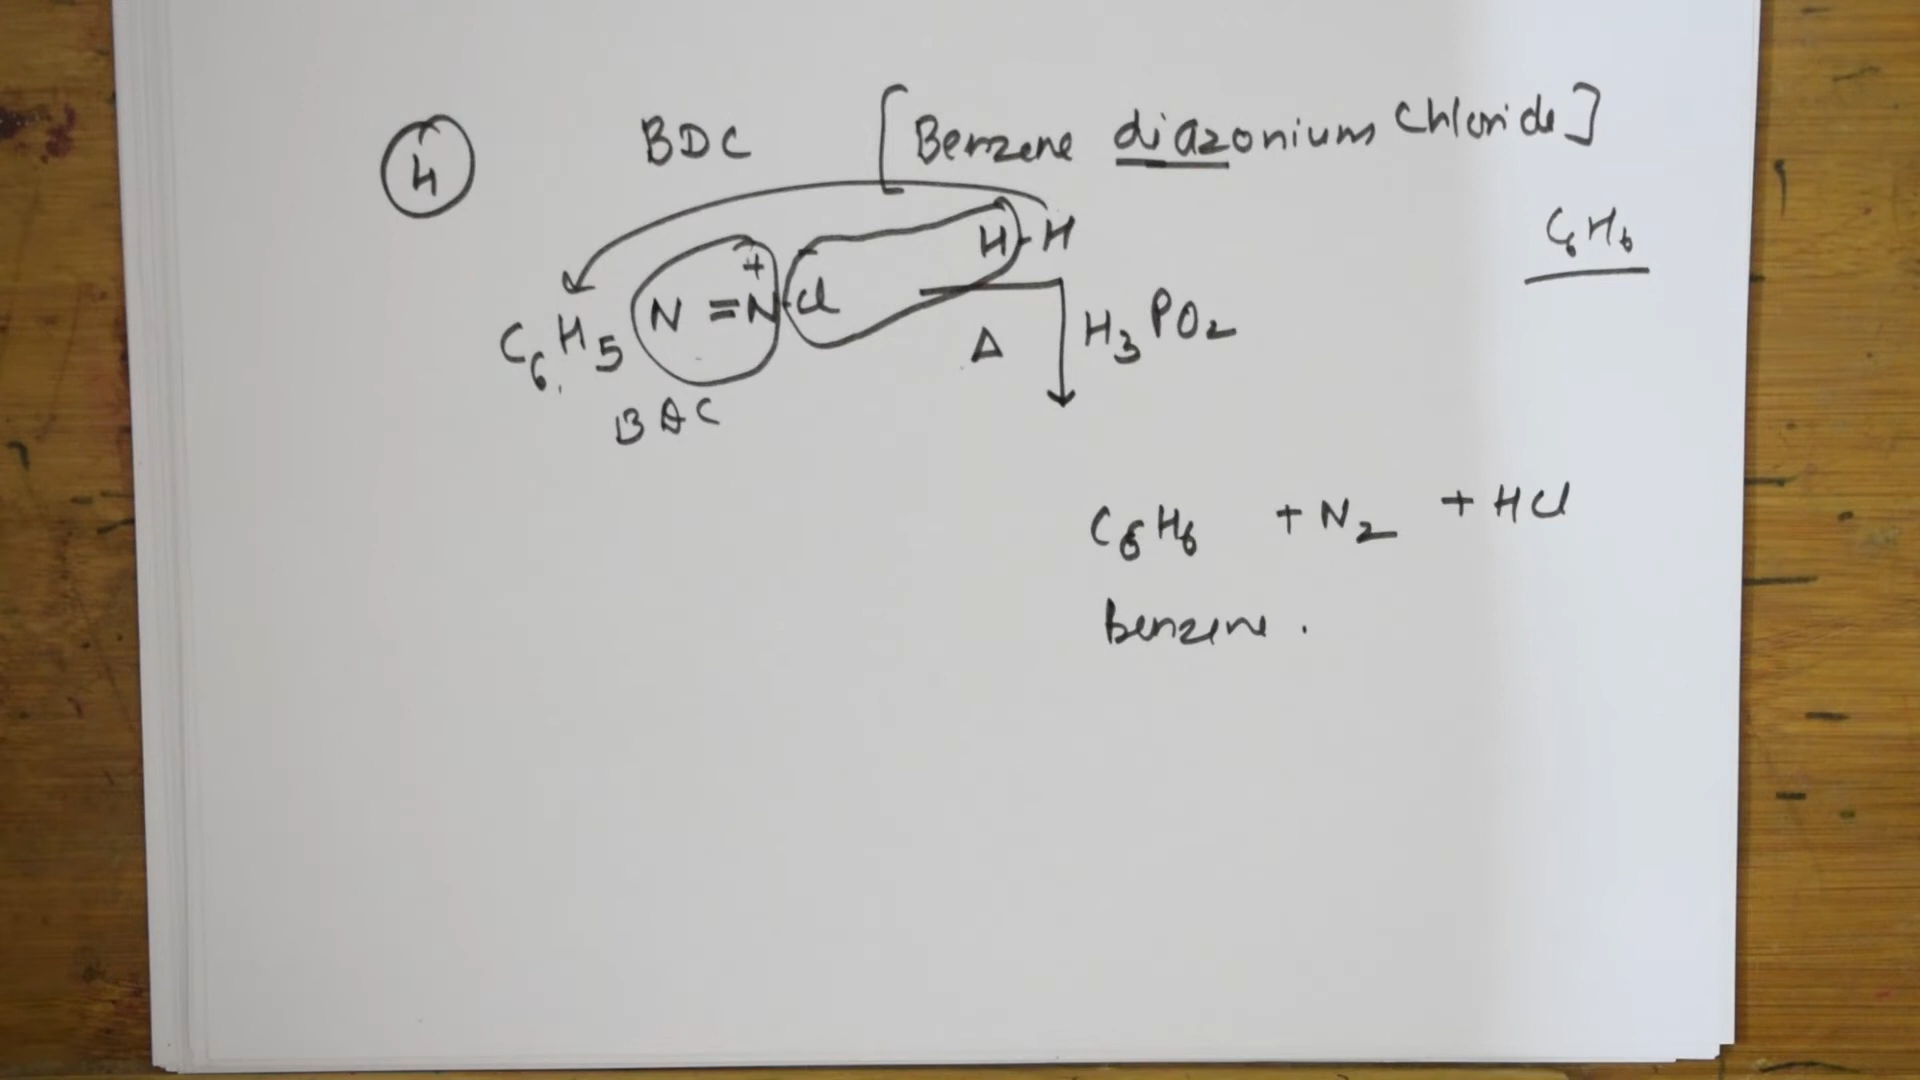 4 BDC [Benzene diazonium Chloride]
C6H6
H-H
C6H5 N=N+ Cl-
Δ H3PO2
BDC
C6H6 + N2 + HCl
benzene.